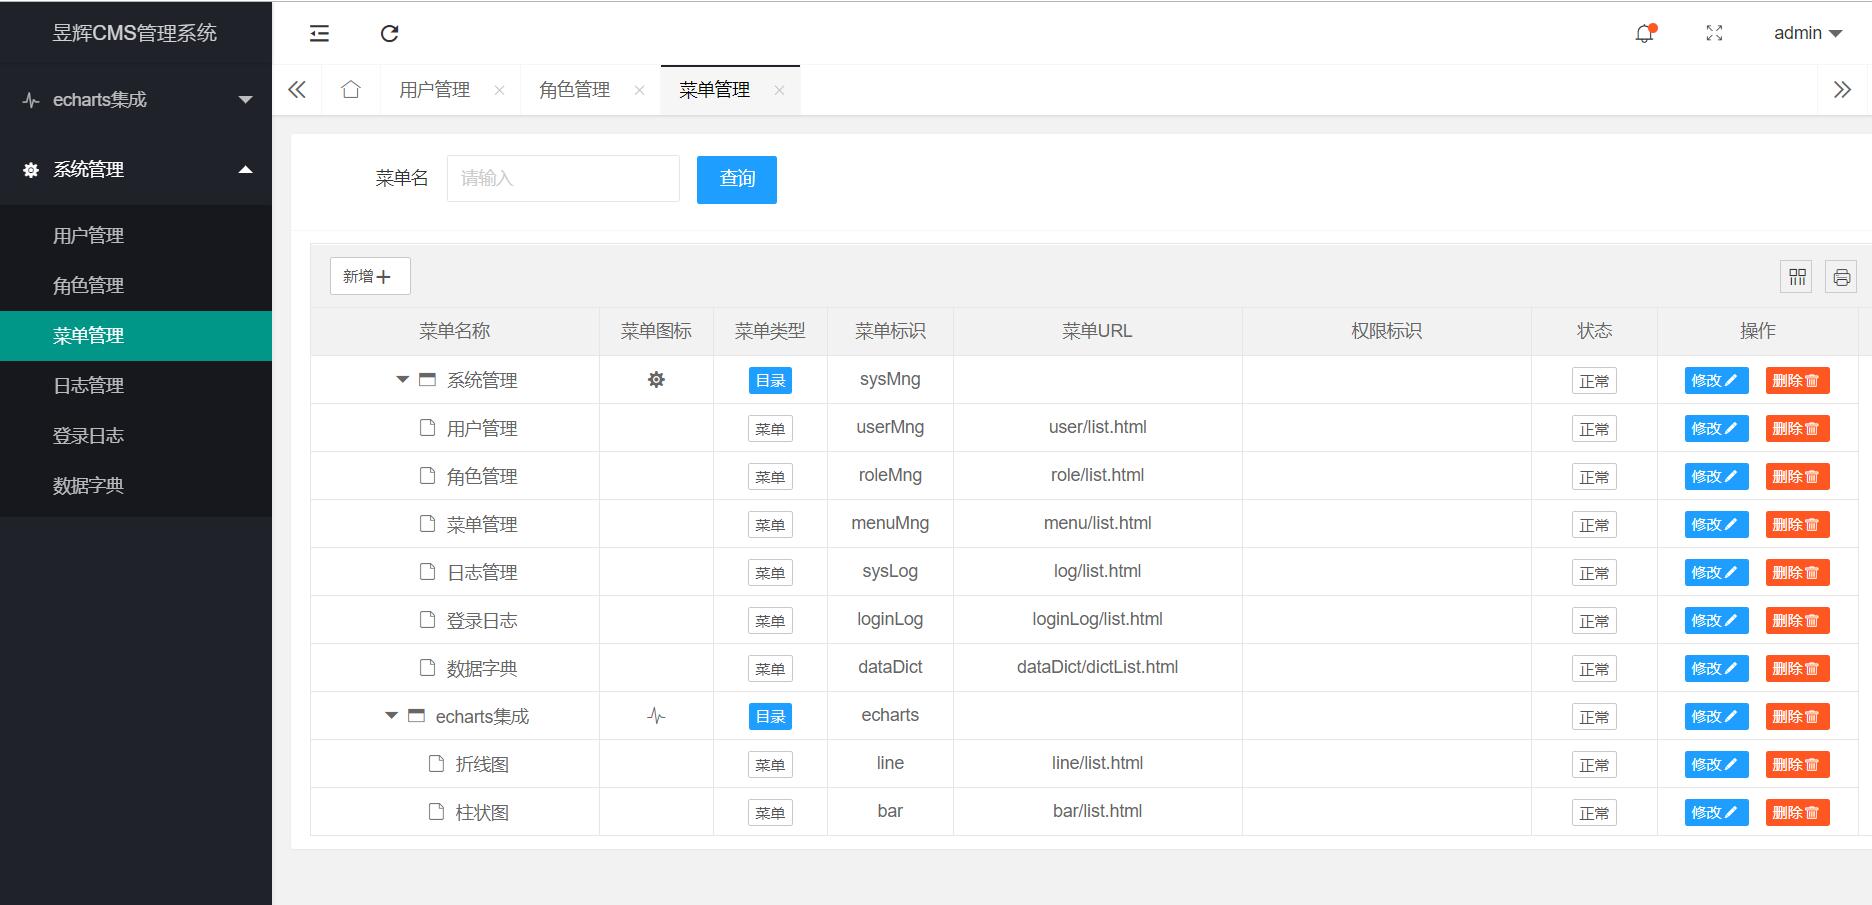 昱辉CMS管理系统
admin
echarts集成
系统管理
用户管理
角色管理
菜单管理
日志管理
登录日志
数据字典
用户管理 角色管理 菜单管理
菜单名 请输入 查询
新增
菜单名称 菜单图标 菜单类型 菜单标识 菜单URL 权限标识 状态 操作
系统管理 目录 sysMng 正常 修改 删除
用户管理 菜单 userMng user/list.html 正常 修改 删除
角色管理 菜单 roleMng role/list.html 正常 修改 删除
菜单管理 菜单 menuMng menu/list.html 正常 修改 删除
日志管理 菜单 sysLog log/list.html 正常 修改 删除
登录日志 菜单 loginLog loginLog/list.html 正常 修改 删除
数据字典 菜单 dataDict dataDict/dictList.html 正常 修改 删除
echarts集成 目录 echarts 正常 修改 删除
折线图 菜单 line line/list.html 正常 修改 删除
柱状图 菜单 bar bar/list.html 正常 修改 删除